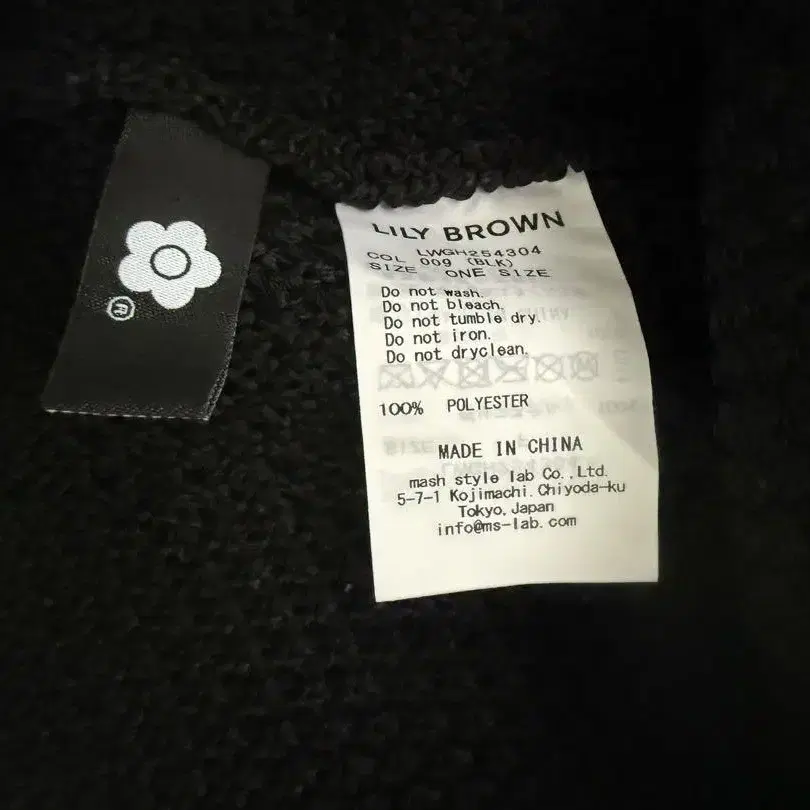 LILY BROWN
LWGH254304
COL 009 (BLK)
SIZE ONE SIZE
Do not wash.
Do not bleach.
Do not tumble dry.
Do not iron.
Do not dryclean.
100% POLYESTER
MADE IN CHINA
mash style lab Co.,Ltd.
5-7-1 Kojimachi.Chiyoda-ku
Tokyo,Japan
info@ms-lab.com
®